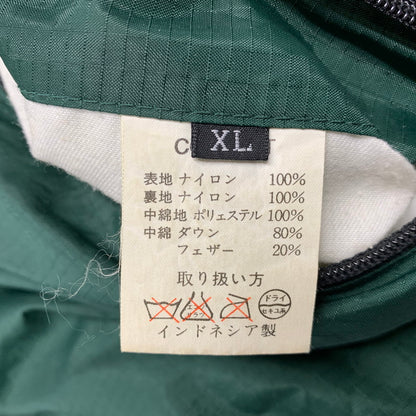 XL
表地 ナイロン 100%
裏地 ナイロン 100%
中綿地 ポリェステル 100%
中綿 ダウン 80%
フェザー 20%
取り扱い方
ドライ
セキユ系
インドネシア製